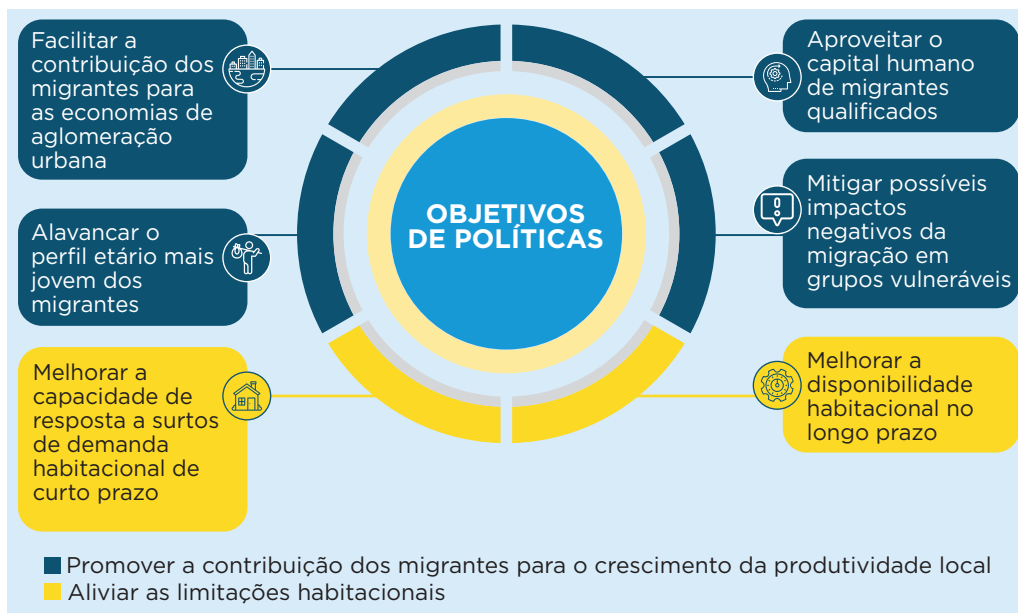 Facilitar a
contribuição dos
migrantes para
as economias de
aglomeração
urbana
Alavancar o
perfil etário mais
jovem dos
migrantes
Melhorar a
capacidade de
resposta a surtos
de demanda
habitacional de
curto prazo
OBJETIVOS
DE POLÍTICAS
Aproveitar o
capital humano
de migrantes
qualificados
Mitigar possíveis
impactos
negativos da
migração em
grupos vulneráveis
Melhorar a
disponibilidade
habitacional no
longo prazo
Promover a contribuição dos migrantes para o crescimento da produtividade local
Aliviar as limitações habitacionais